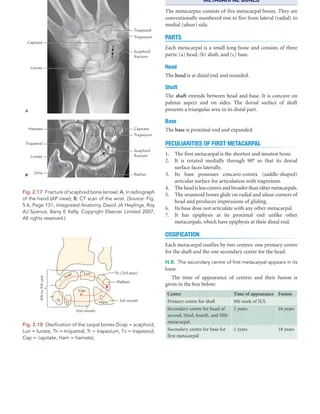 METACARPAL BONES
The metacarpus consists of five metacarpal bones. They are
conventionally numbered one to five from lateral (radial) to
medial (ulnar) side.
PARTS
Each metacarpal is a small long bone and consists of three
parts: (a) head, (b) shaft, and (c) base.
Head
The head is at distal end and rounded.
Shaft
The shaft extends between head and base. It is concave on
palmar aspect and on sides. The dorsal surface of shaft
presents a triangular area in its distal part.
Base
The base is proximal end and expanded.
PECULIARITIES OF FIRST METACARPAL
1. The first metacarpal is the shortest and stoutest bone.
2. It is rotated medially through 90° so that its dorsal
surface faces laterally.
3. Its base possesses concavo-convex (saddle-shaped)
articular surface for articulation with trapezium.
4. The head is less convex and broader than other metacarpals.
5. The sesamoid bones glide on radial and ulnar corners of
head and produces impressions of gliding.
6. Its base does not articulate with any other metacarpal.
7. It has epiphysis at its proximal end unlike other
metacarpals, which have epiphysis at their distal end.
OSSIFICATION
Each metacarpal ossifies by two centres: one primary centre
for the shaft and the one secondary centre for the head.
N.B. The secondary centre of first metacarpal appears in its
base.
The time of appearance of centres and their fusion is
given in the box below:
Centre Time of appearance Fusion
Primary centre for shaft 9th week of IUL
Secondary centre for head of 2 years 16 years
second, third, fourth, and fifth
metacarpal
Secondary centre for base of 2 years 18 years
first metacarpal
Trapezoid
Trapezium
Capitate
Scaphoid
fracture
Lunate
A
Hamate
Capitate
Trapezium
Triquetral
Scaphoid
fracture
Lunate
Ulna
Radius
B
Fig. 2.17 Fracture of scaphoid bone (arrow): A, in radiograph
of the hand (AP view); B, CT scan of the wrist. (Source: Fig.
5.6, Page 131, Integrated Anatomy, David JA Heylings, Roy
AJ Spence, Barry E Kelly. Copyright Elsevier Limited 2007,
All rights reserved.)
Tri (3rd year)
Pisiform
Cap
Ham
3rd month
2nd month
Fig. 2.18 Ossification of the carpal bones (Scap = scaphoid,
Lun = lunate, Tri = triquetral, Tr = trapezium, Tz = trapezoid,
Cap = capitate, Ham = hamate).